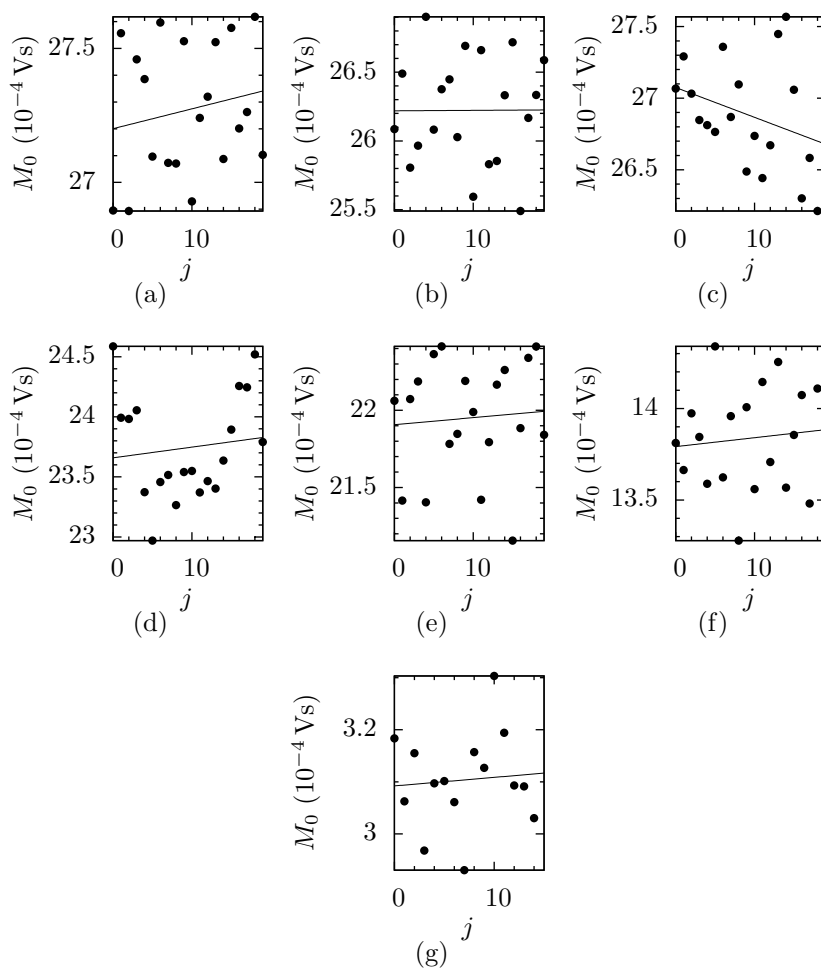 M₀ (10⁻⁴ Vs)
27.5
27
0 10
j
(a)
M₀ (10⁻⁴ Vs)
26.5
26
25.5
0 10
j
(b)
M₀ (10⁻⁴ Vs)
27.5
27
26.5
0 10
j
(c)
M₀ (10⁻⁴ Vs)
24.5
24
23.5
23
0 10
j
(d)
M₀ (10⁻⁴ Vs)
22
21.5
0 10
j
(e)
M₀ (10⁻⁴ Vs)
14
13.5
0 10
j
(f)
M₀ (10⁻⁴ Vs)
3.2
3
0 10
j
(g)